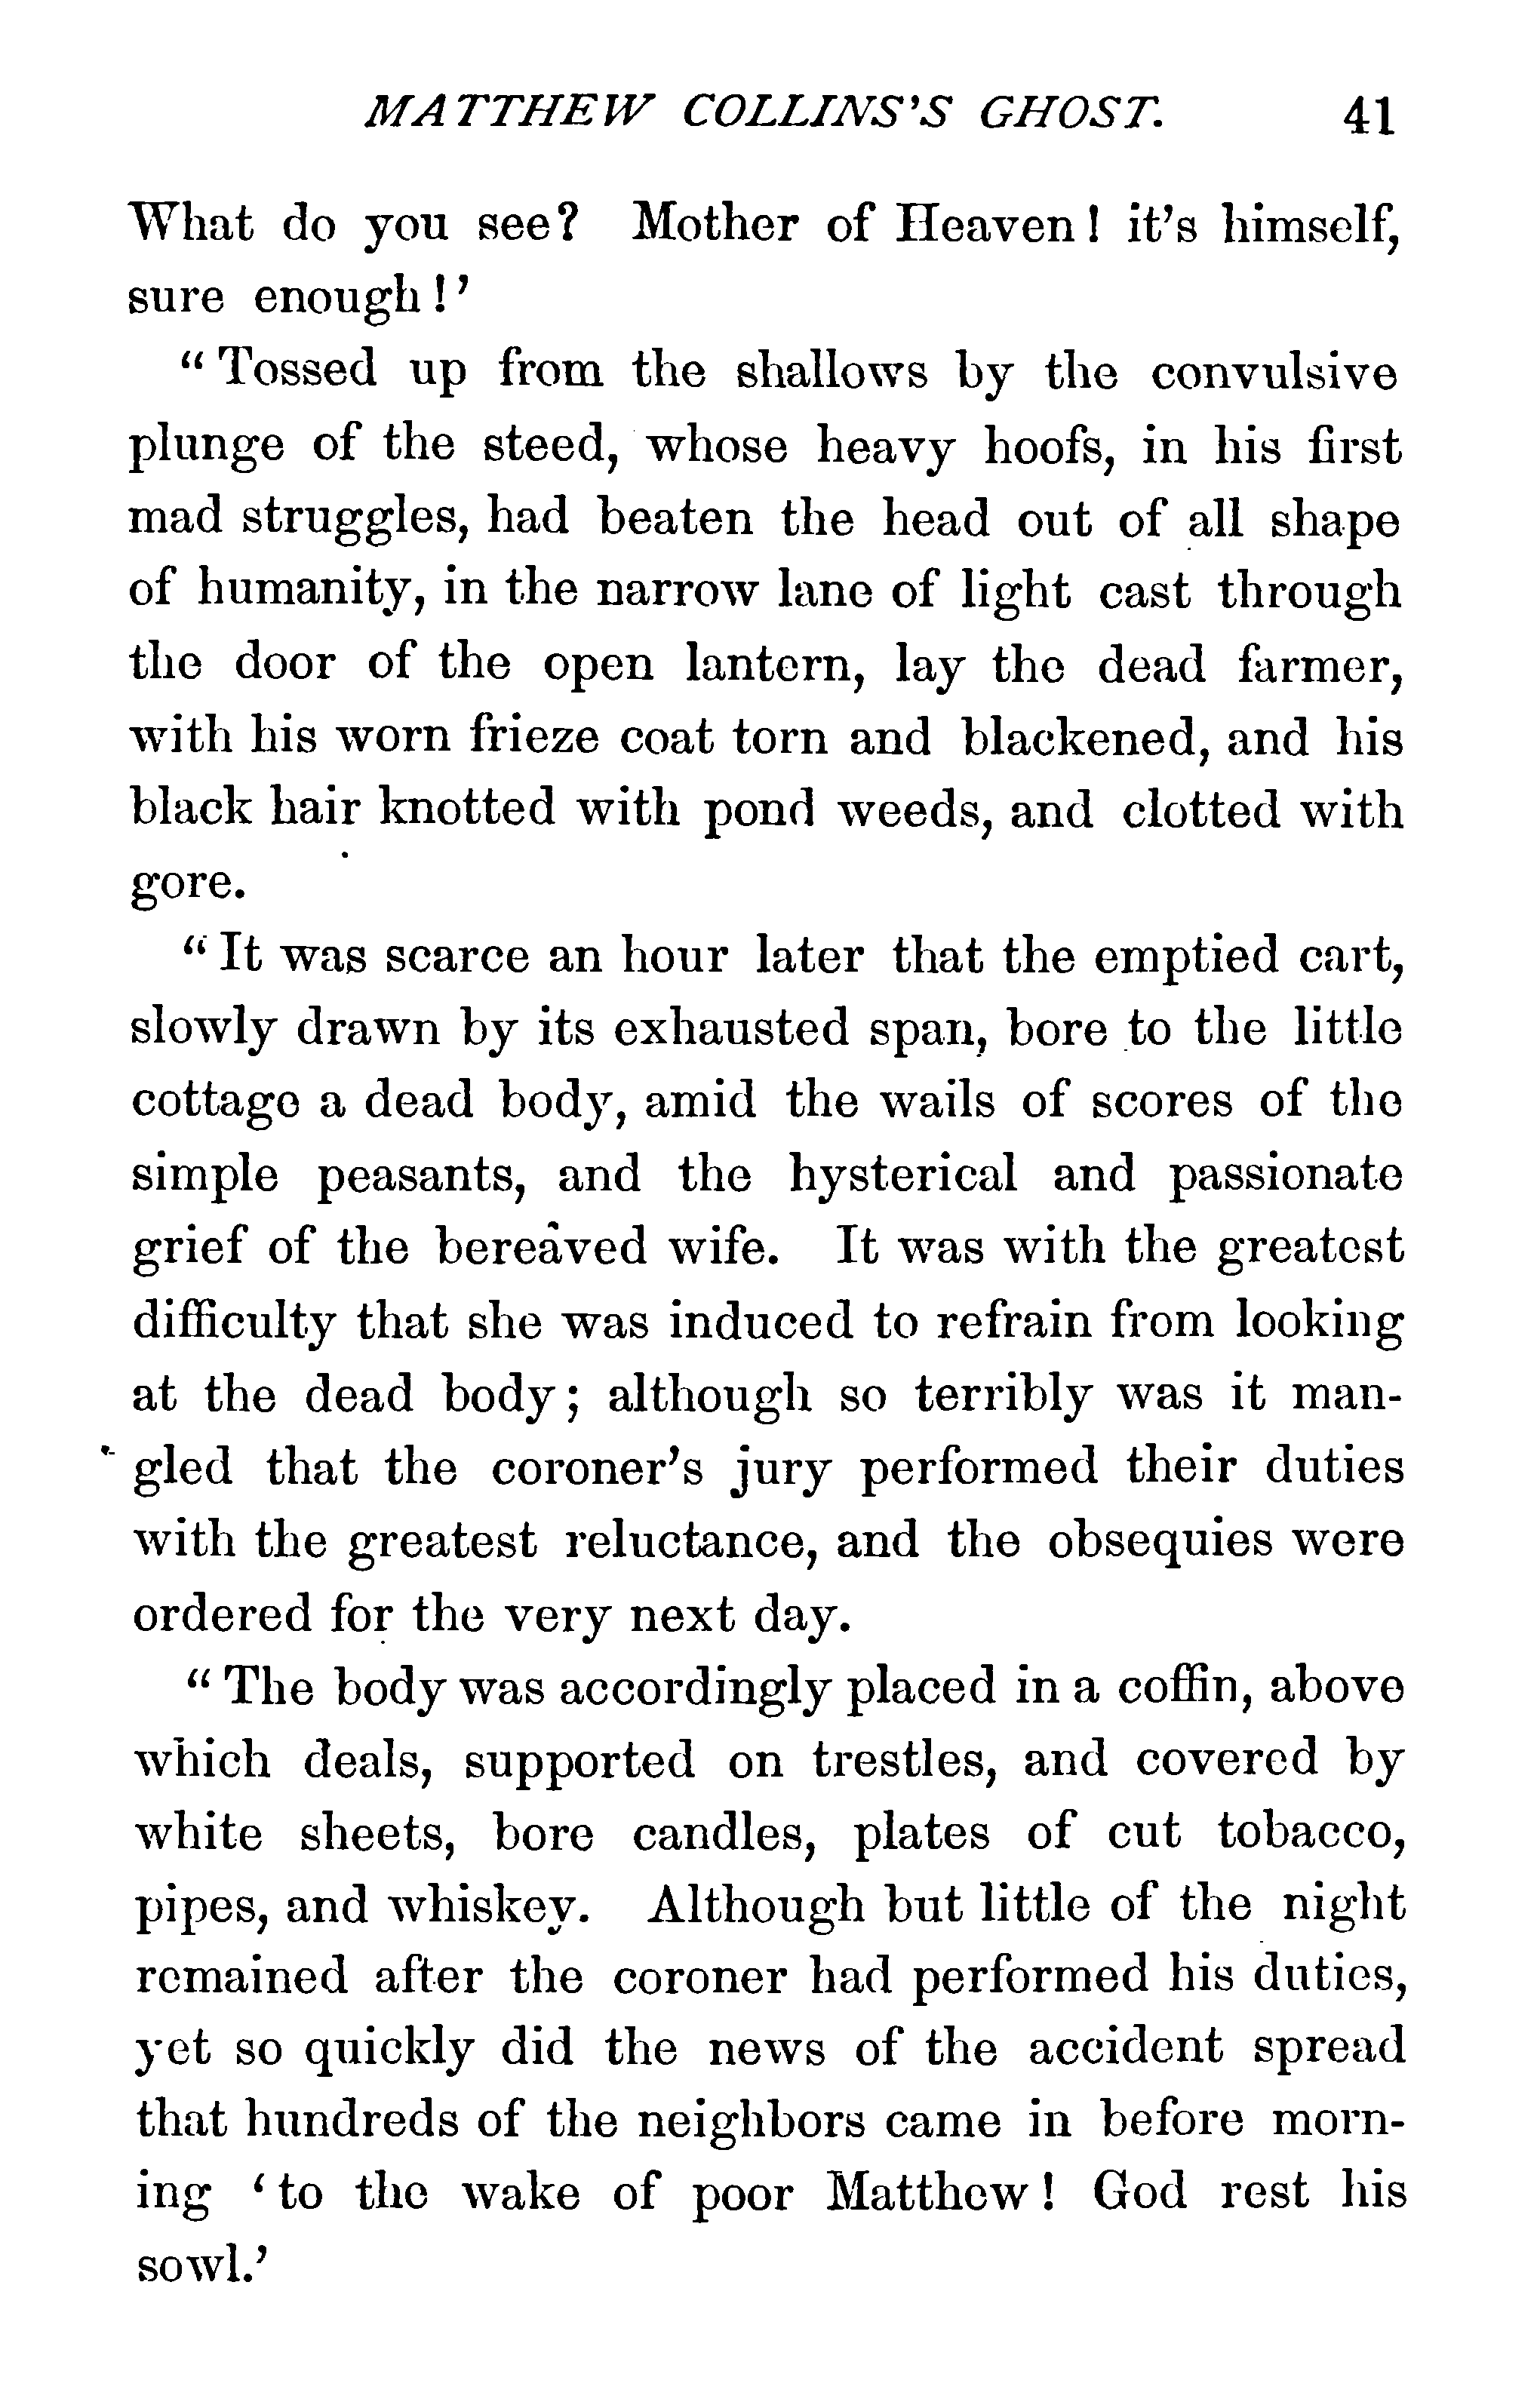 MATTHEW COLLINS'S GHOST. 41
What do you see? Mother of Heaven! it's himself,
sure enough!'
"Tossed up from the shallows by the convulsive
plunge of the steed, whose heavy hoofs, in his first
mad struggles, had beaten the head out of all shape
of humanity, in the narrow lane of light cast through
the door of the open lantern, lay the dead farmer,
with his worn frieze coat torn and blackened, and his
black hair knotted with pond weeds, and clotted with
gore.
"It was scarce an hour later that the emptied cart,
slowly drawn by its exhausted span, bore to the little
cottage a dead body, amid the wails of scores of the
simple peasants, and the hysterical and passionate
grief of the bereaved wife. It was with the greatest
difficulty that she was induced to refrain from looking
at the dead body; although so terribly was it man-
gled that the coroner's jury performed their duties
with the greatest reluctance, and the obsequies were
ordered for the very next day.
"The body was accordingly placed in a coffin, above
which deals, supported on trestles, and covered by
white sheets, bore candles, plates of cut tobacco,
pipes, and whiskey. Although but little of the night
remained after the coroner had performed his duties,
yet so quickly did the news of the accident spread
that hundreds of the neighbors came in before morn-
ing 'to the wake of poor Matthew! God rest his
sowl.'